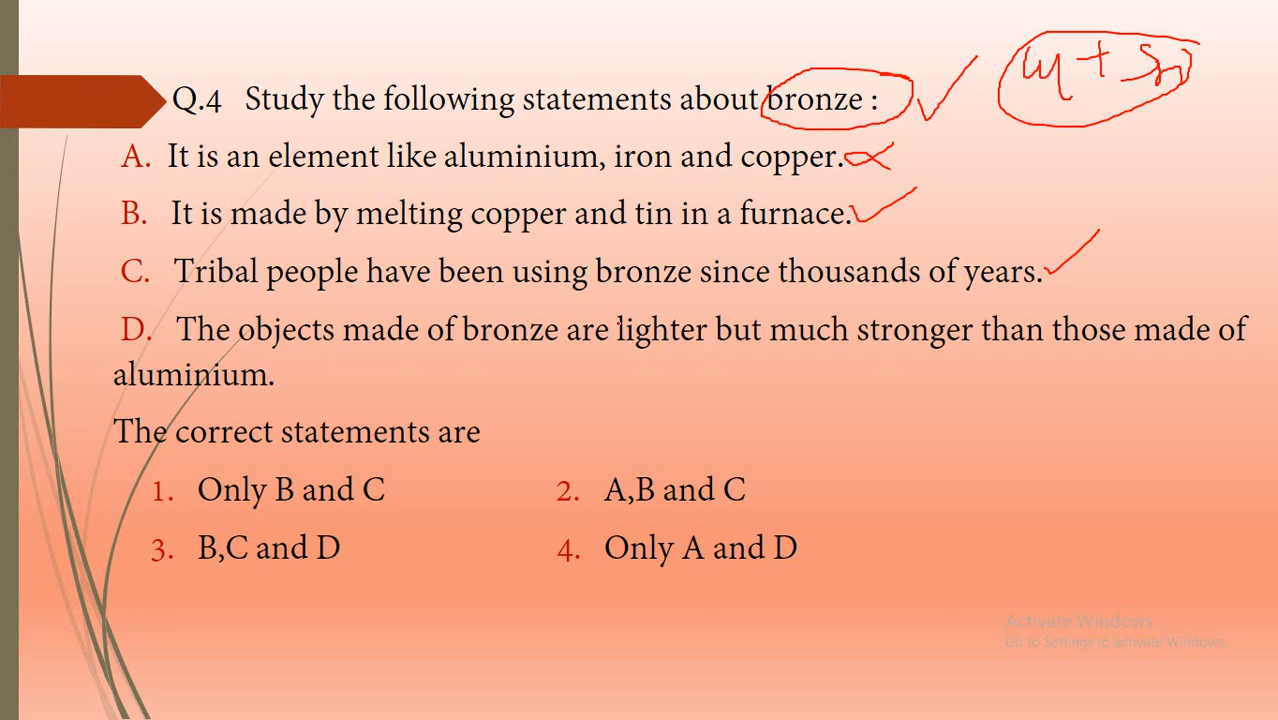 Cu + Sn
Q.4 Study the following statements about bronze :
A. It is an element like aluminium, iron and copper.
B. It is made by melting copper and tin in a furnace.
C. Tribal people have been using bronze since thousands of years.
D. The objects made of bronze are lighter but much stronger than those made of
aluminium.
The correct statements are
1. Only B and C 2. A,B and C
3. B,C and D 4. Only A and D
Activate Windows
Go to Settings to activate Windows.